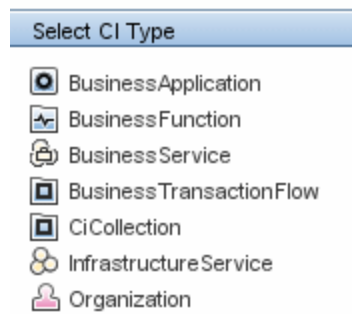 Select CI Type
BusinessApplication
BusinessFunction
BusinessService
BusinessTransactionFlow
CiCollection
InfrastructureService
Organization